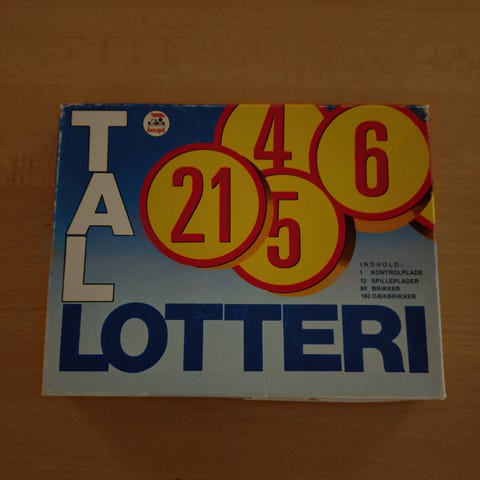 TAL
LOTTERI
21
4
5
6
INDHOLD:
1 KONTROLPLADE
12 SPILLEPLADER
90 BRIKKER
180 DÆKBRIKKER